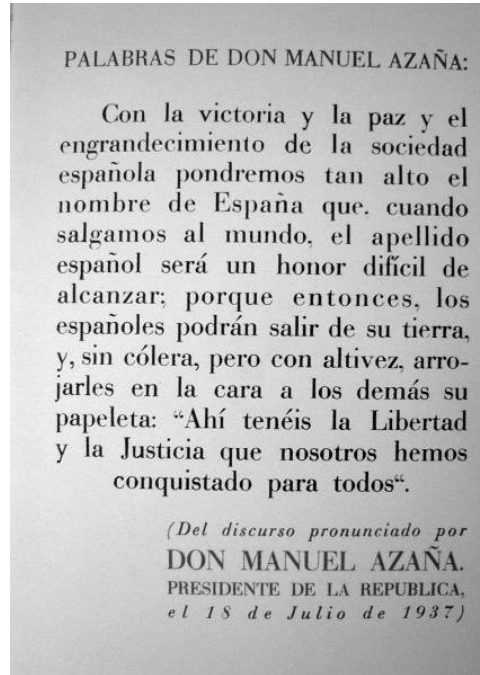 PALABRAS DE DON MANUEL AZAÑA:
Con la victoria y la paz y el
engrandecimiento de la sociedad
española pondremos tan alto el
nombre de España que. cuando
salgamos al mundo, el apellido
español será un honor difícil de
alcanzar; porque entonces, los
españoles podrán salir de su tierra,
y, sin cólera, pero con altivez, arro-
jarles en la cara a los demás su
papeleta: “Ahí tenéis la Libertad
y la Justicia que nosotros hemos
conquistado para todos“.
(Del discurso pronunciado por
DON MANUEL AZAÑA.
PRESIDENTE DE LA REPUBLICA,
el 18 de Julio de 1937)